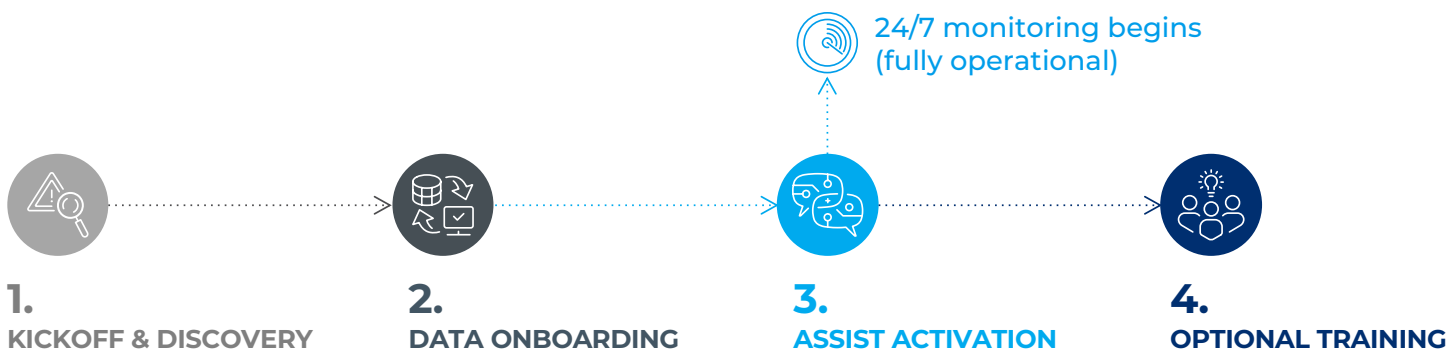 24/7 monitoring begins
(fully operational)
1.
KICKOFF & DISCOVERY
2.
DATA ONBOARDING
3.
ASSIST ACTIVATION
4.
OPTIONAL TRAINING